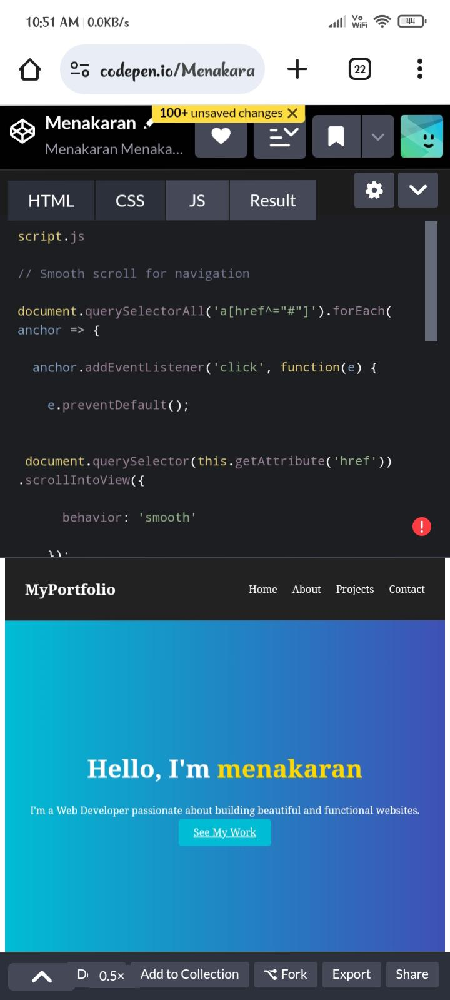 10:51 AM 0.0KB/s Vo WiFi 44
codepen.io/Menakara 22
100+ unsaved changes
Menakaran
Menakaran Menaka...
HTML CSS JS Result
script.js
// Smooth scroll for navigation
document.querySelectorAll('a[href^="#"]').forEach(
anchor => {
anchor.addEventListener('click', function(e) {
e.preventDefault();
document.querySelector(this.getAttribute('href'))
.scrollIntoView({
behavior: 'smooth'
});
MyPortfolio Home About Projects Contact
Hello, I'm menakaran
I'm a Web Developer passionate about building beautiful and functional websites.
See My Work
0.5× Add to Collection Fork Export Share